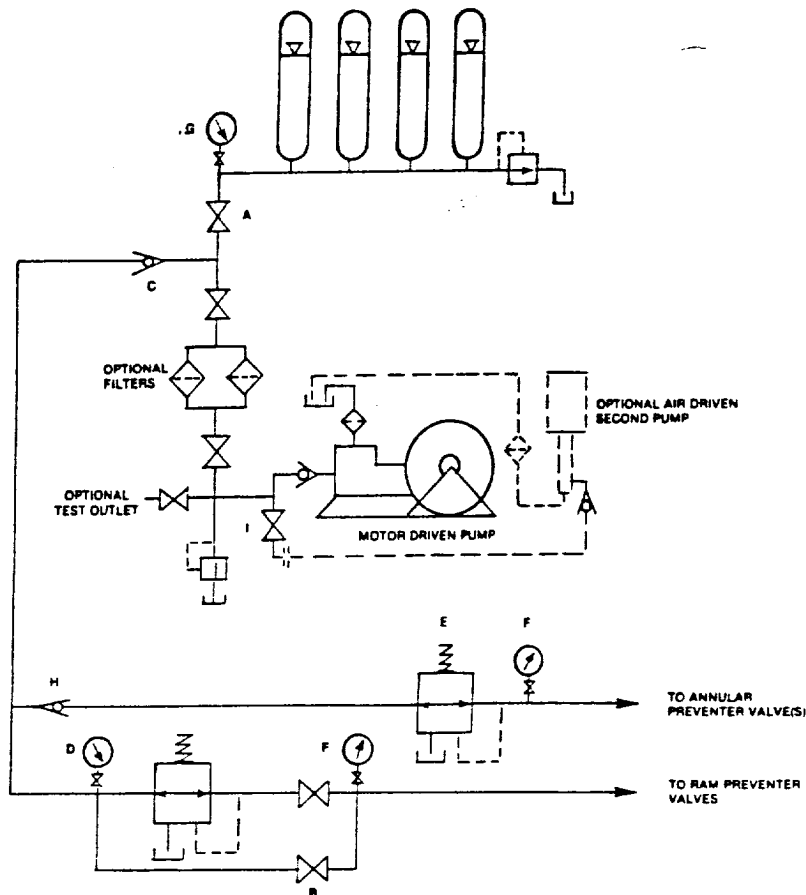 G
A
C
OPTIONAL
FILTERS
OPTIONAL AIR DRIVEN
SECOND PUMP
OPTIONAL
TEST OUTLET
I
MOTOR DRIVEN PUMP
E
F
H
TO ANNULAR
PREVENTER VALVE(S)
D
F
TO RAM PREVENTER
VALVES